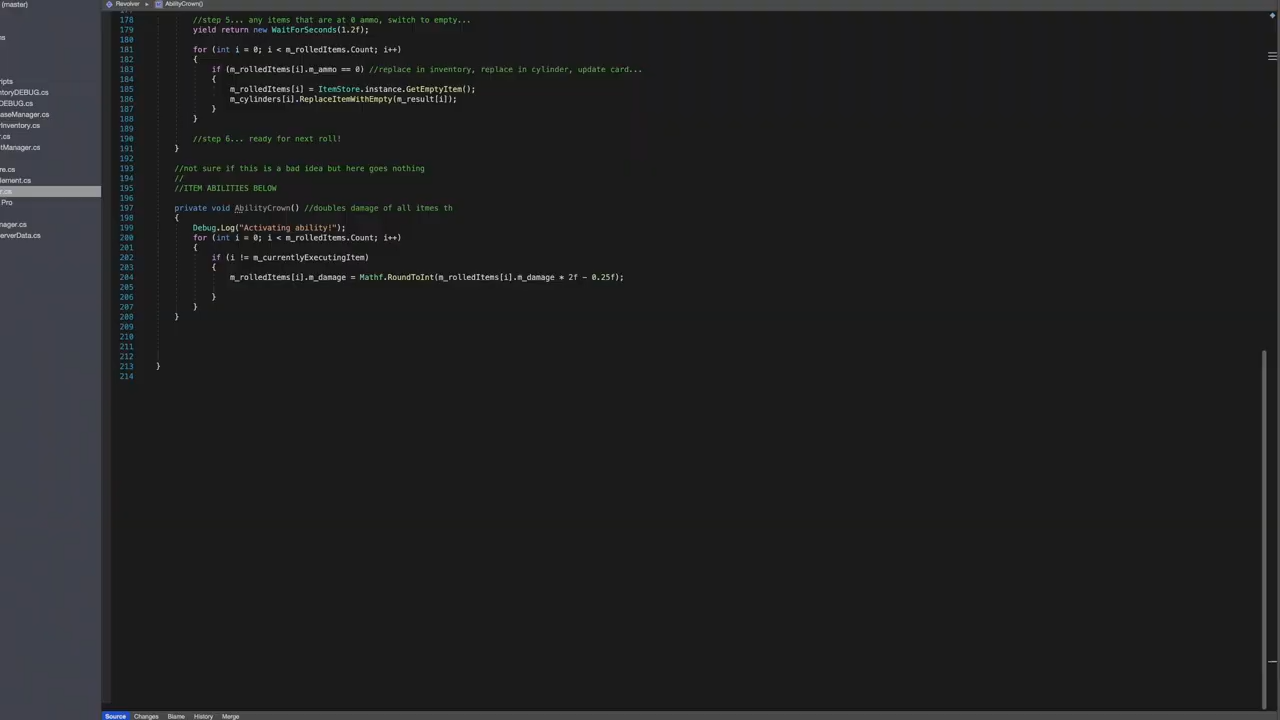 (master)
Revolver ▸ AbilityCrown()
178 //step 5... any items that are at 0 ammo, switch to empty...
179 yield return new WaitForSeconds(1.2f);
180
181 for (int i = 0; i < m_rolledItems.Count; i++)
182 {
183 if (m_rolledItems[i].m_ammo == 0) //replace in inventory, replace in cylinder, update card...
184 {
185 m_rolledItems[i] = ItemStore.instance.GetEmptyItem();
186 m_cylinders[i].ReplaceItemWithEmpty(m_result[i]);
187 }
188 }
189
190 //step 6... ready for next roll!
191 }
192
193 //not sure if this is a bad idea but here goes nothing
194 //
195 //ITEM ABILITIES BELOW
196
197 private void AbilityCrown() //doubles damage of all itmes th
198 {
199 Debug.Log("Activating ability!");
200 for (int i = 0; i < m_rolledItems.Count; i++)
201 {
202 if (i != m_currentlyExecutingItem)
203 {
204 m_rolledItems[i].m_damage = Mathf.RoundToInt(m_rolledItems[i].m_damage * 2f - 0.25f);
205
206 }
207 }
208 }
209
210
211
212
213 }
214
ns
ripts
ntoryDEBUG.cs
DEBUG.cs
aseManager.cs
rInventory.cs
r.cs
tManager.cs
re.cs
lement.cs
r.cs
Pro
nager.cs
erverData.cs
Source Changes Blame History Merge